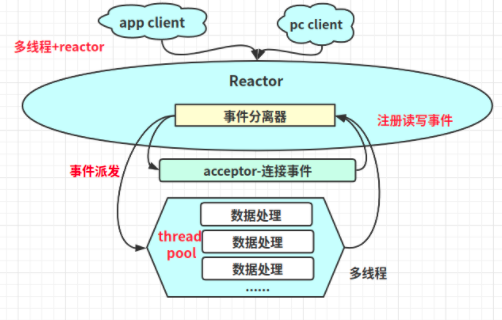 app client
pc client
多线程+reactor
Reactor
事件分离器
注册读写事件
事件派发
acceptor-连接事件
数据处理
thread pool
数据处理
数据处理
多线程
......